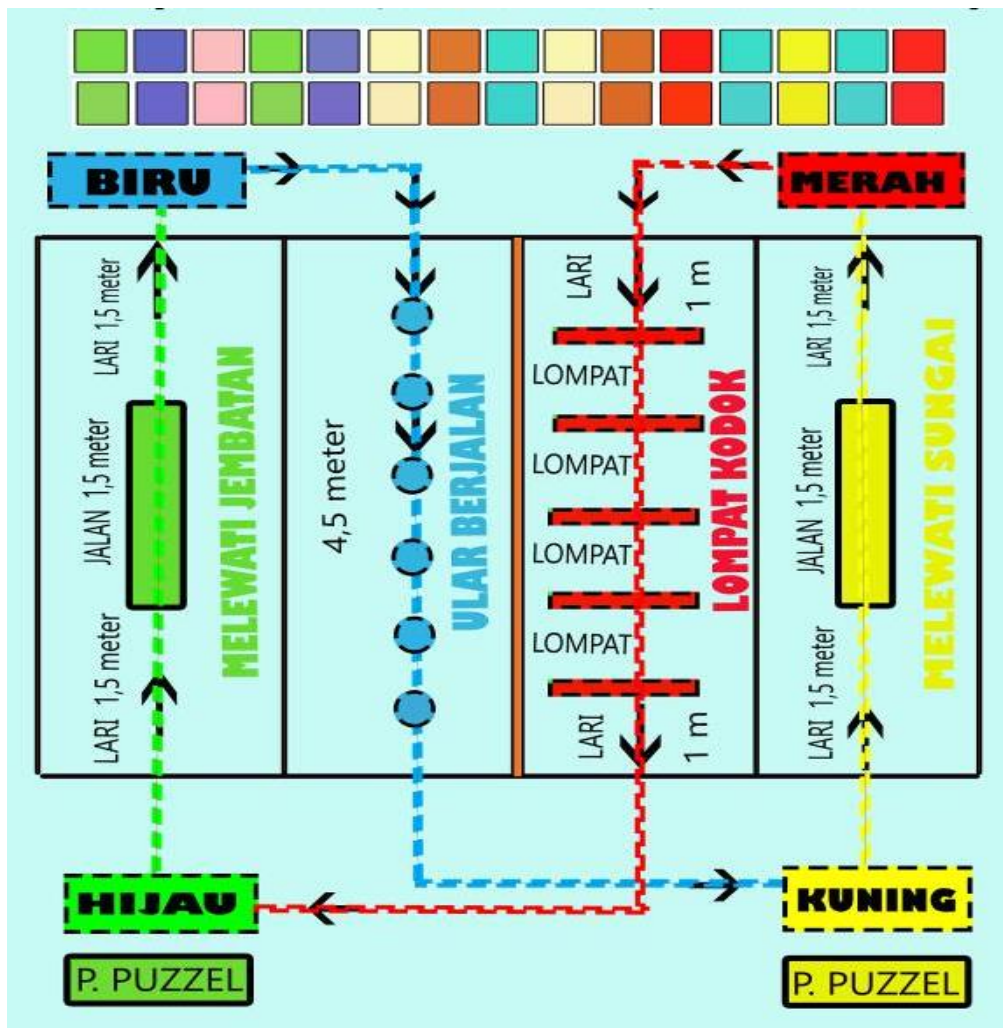 BIRU
MERAH
LARI 1,5 meter
JALAN 1,5 meter
LARI 1,5 meter
MELEWATI JEMBATAN
4,5 meter
ULAR BERJALAN
LARI
1 m
LOMPAT
LOMPAT
LOMPAT
LOMPAT
LARI
1 m
LOMPAT KODOK
LARI 1,5 meter
JALAN 1,5 meter
LARI 1,5 meter
MELEWATI SUNGAI
HIJAU
KUNING
P. PUZZEL
P. PUZZEL